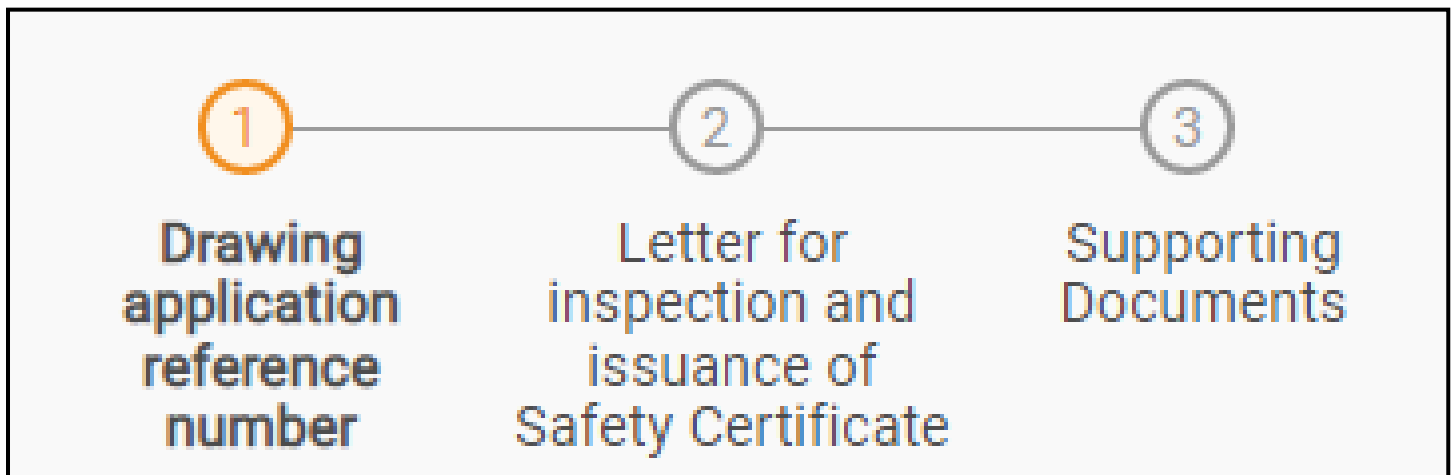 1
2
3
Drawing
application
reference
number
Letter for
inspection and
issuance of
Safety Certificate
Supporting
Documents